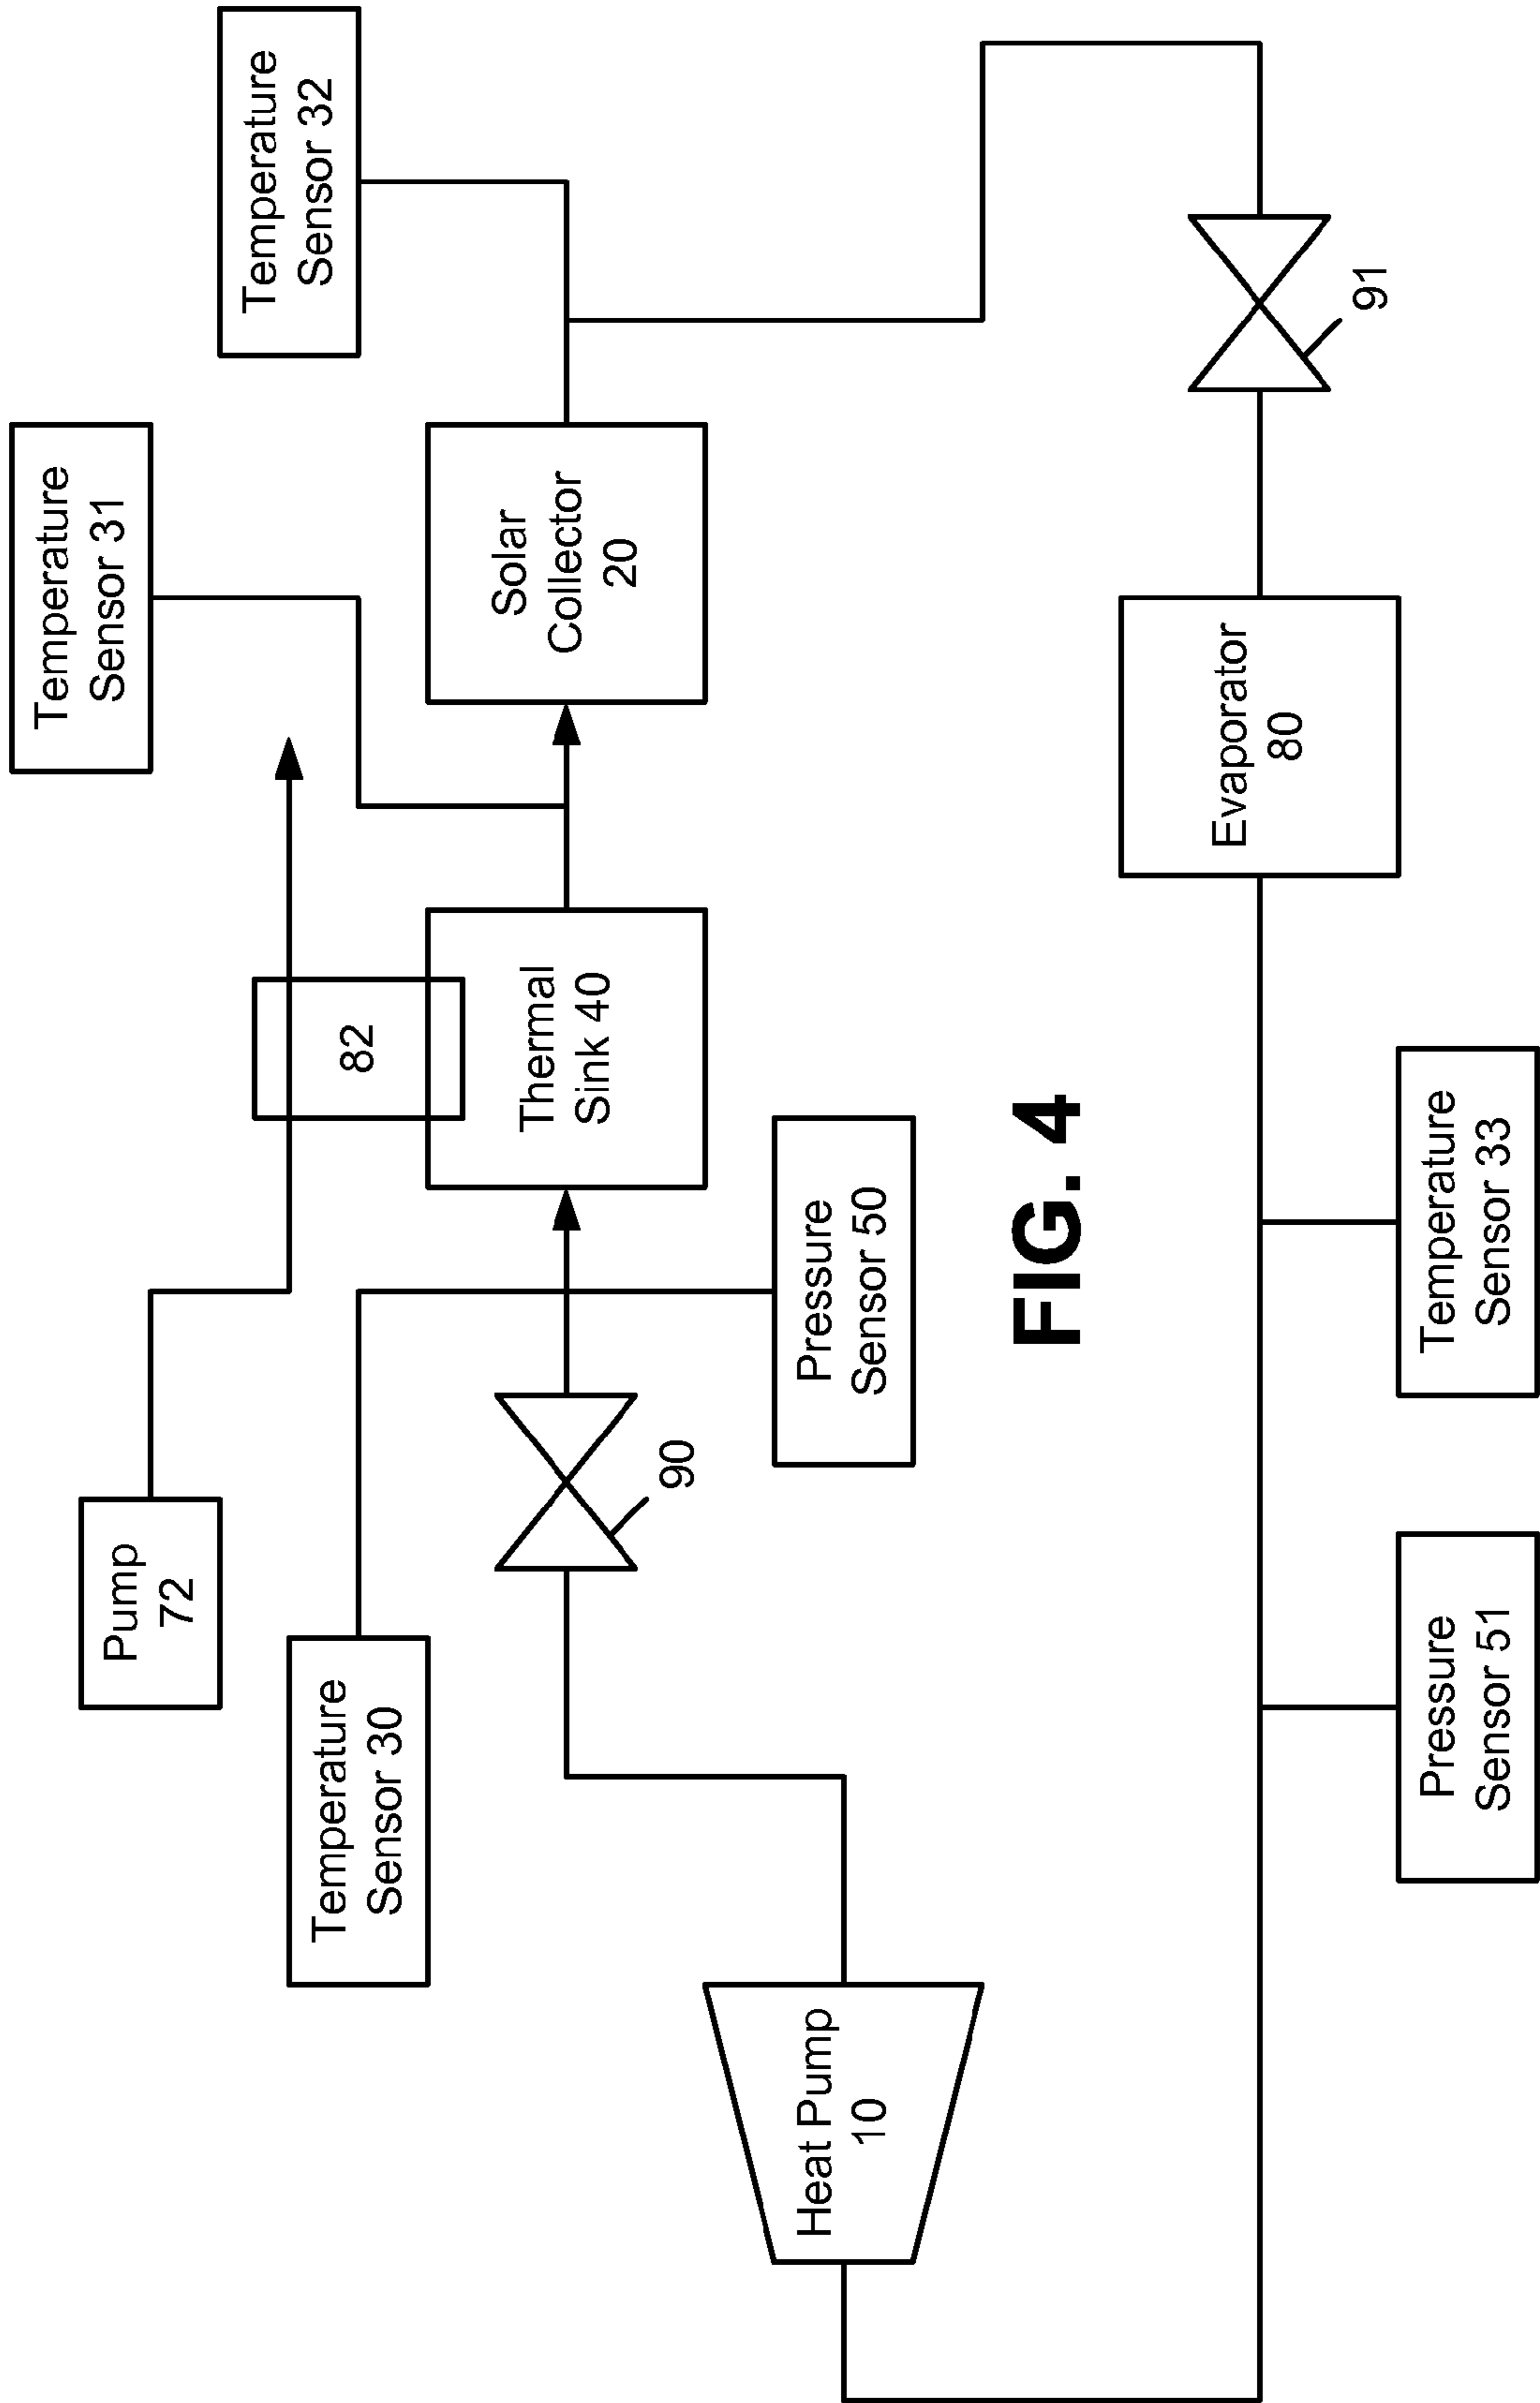 Temperature
Sensor 31
Temperature
Sensor 32
Pump
72
82
Temperature
Sensor 30
Thermal
Sink 40
Solar
Collector
20
90
Pressure
Sensor 50
Heat Pump
10
FIG. 4
Evaporator
80
91
Pressure
Sensor 51
Temperature
Sensor 33